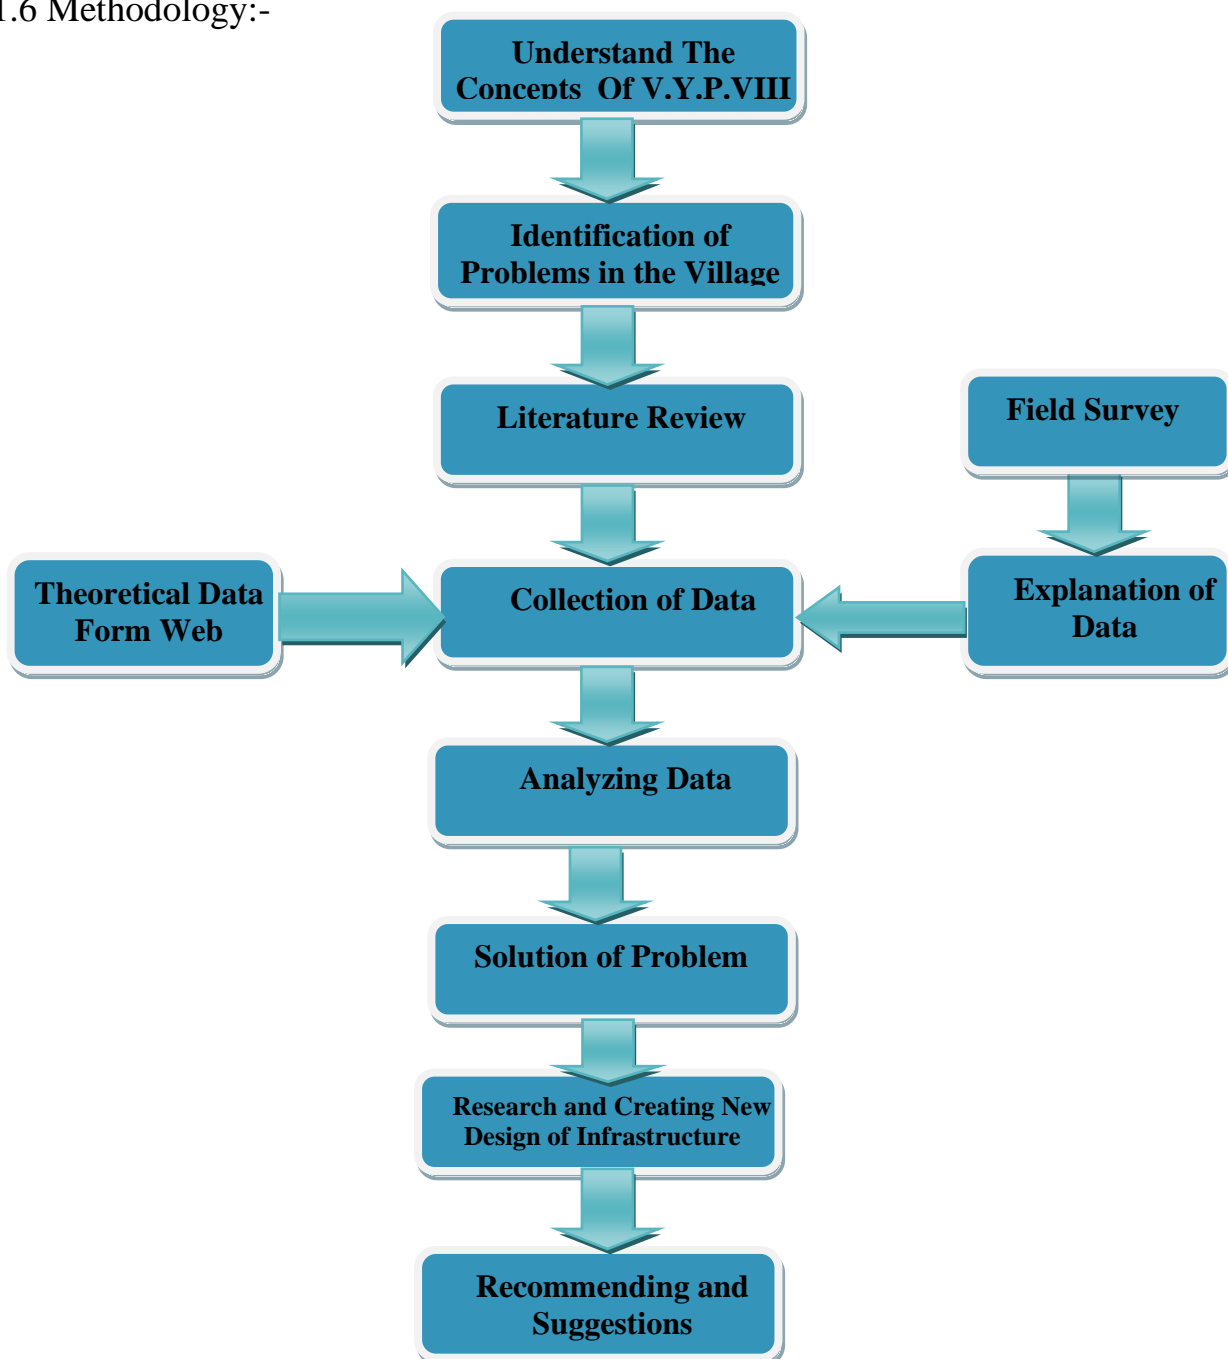 1.6 Methodology:-
Understand The
Concepts Of V.Y.P.VIII
Identification of
Problems in the Village
Literature Review
Field Survey
Theoretical Data
Form Web
Collection of Data
Explanation of
Data
Analyzing Data
Solution of Problem
Research and Creating New
Design of Infrastructure
Recommending and
Suggestions